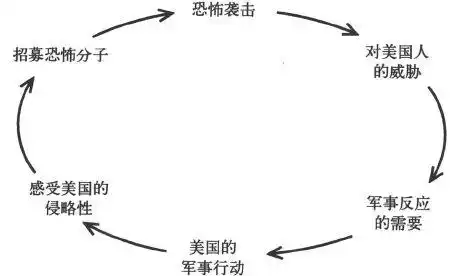 恐怖袭击
对美国人
的威胁
军事反应
的需要
美国的
军事行动
感受美国的
侵略性
招募恐怖分子